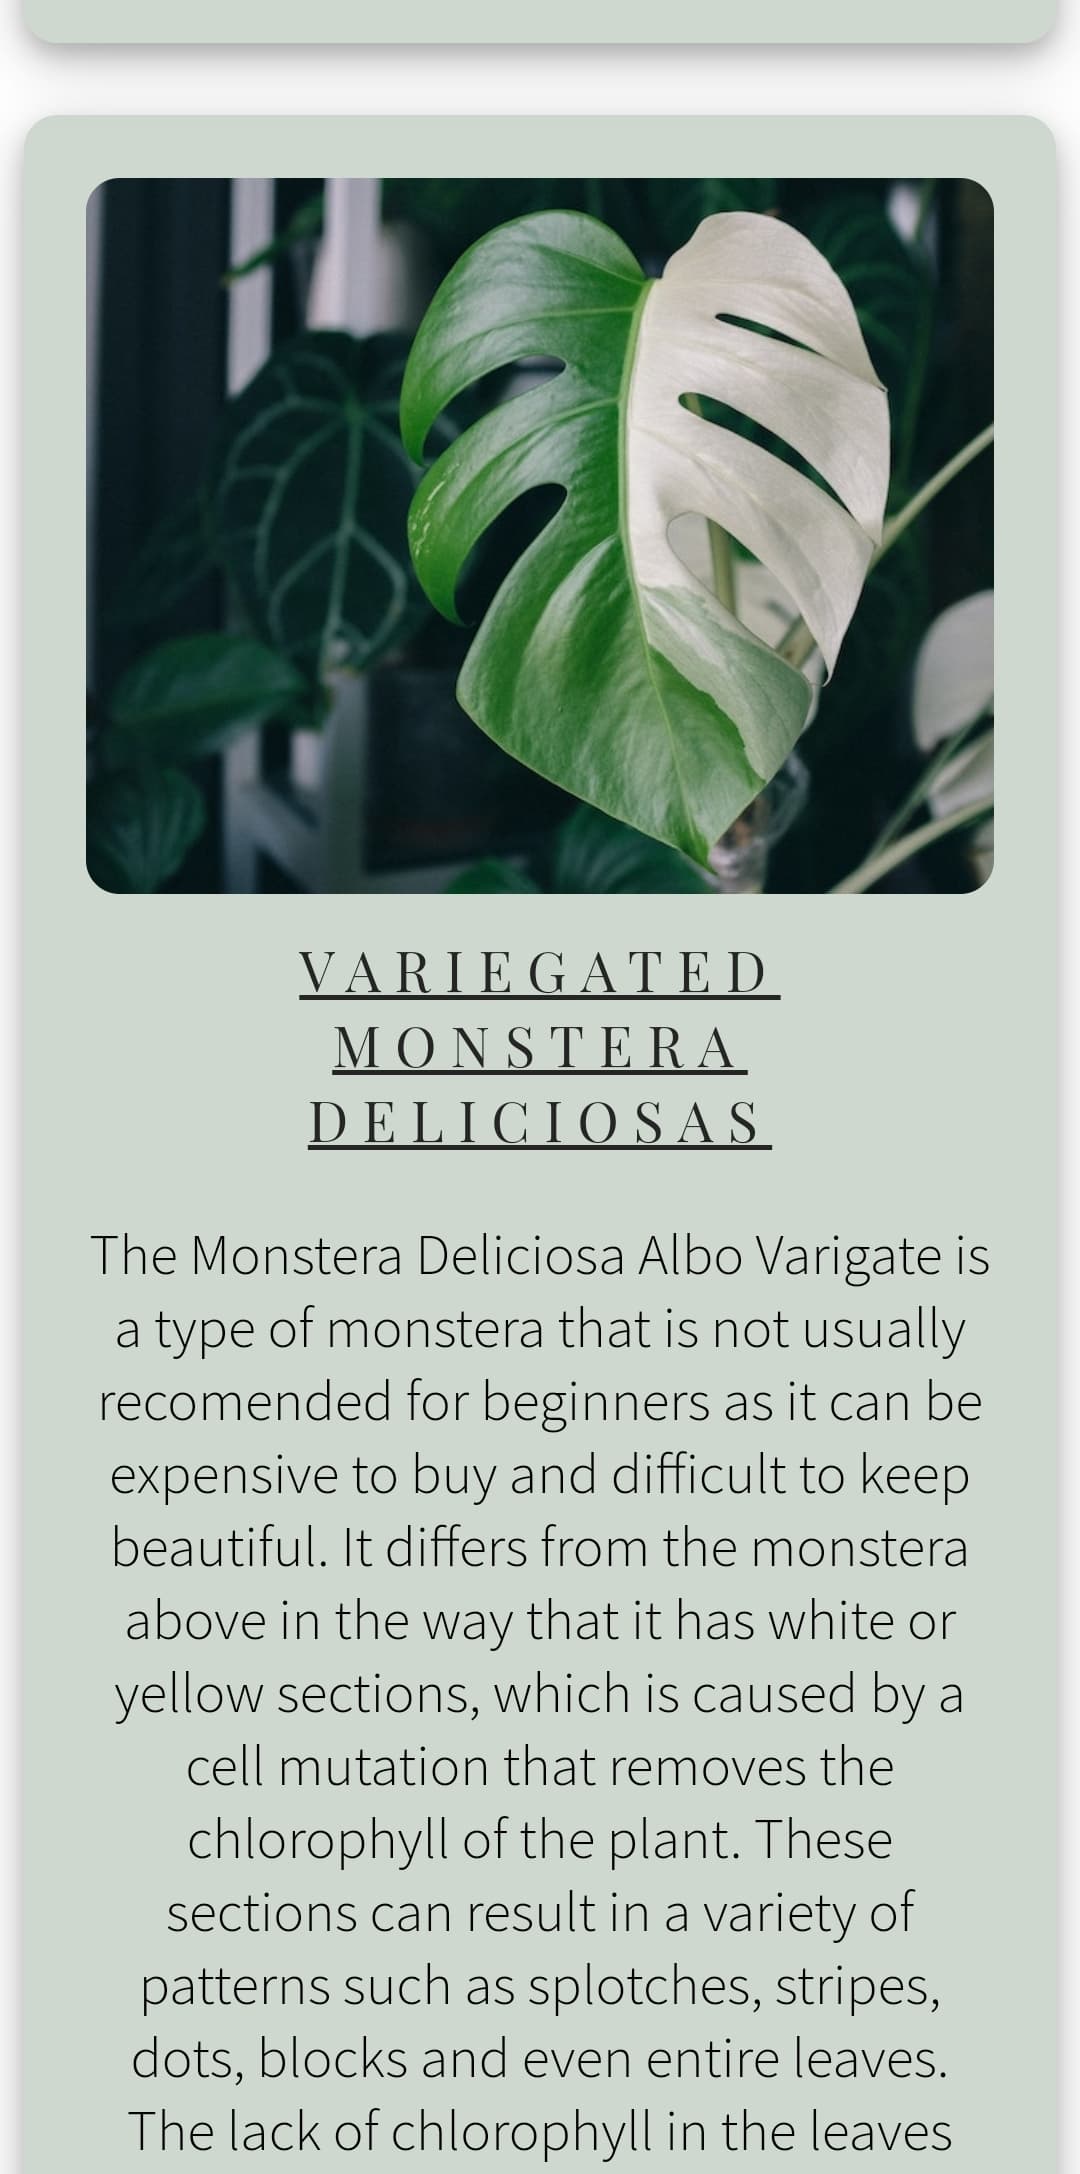 VARIEGATED
MONSTERA
DELICIOSAS
The Monstera Deliciosa Albo Varigate is
a type of monstera that is not usually
recomended for beginners as it can be
expensive to buy and difficult to keep
beautiful. It differs from the monstera
above in the way that it has white or
yellow sections, which is caused by a
cell mutation that removes the
chlorophyll of the plant. These
sections can result in a variety of
patterns such as splotches, stripes,
dots, blocks and even entire leaves.
The lack of chlorophyll in the leaves